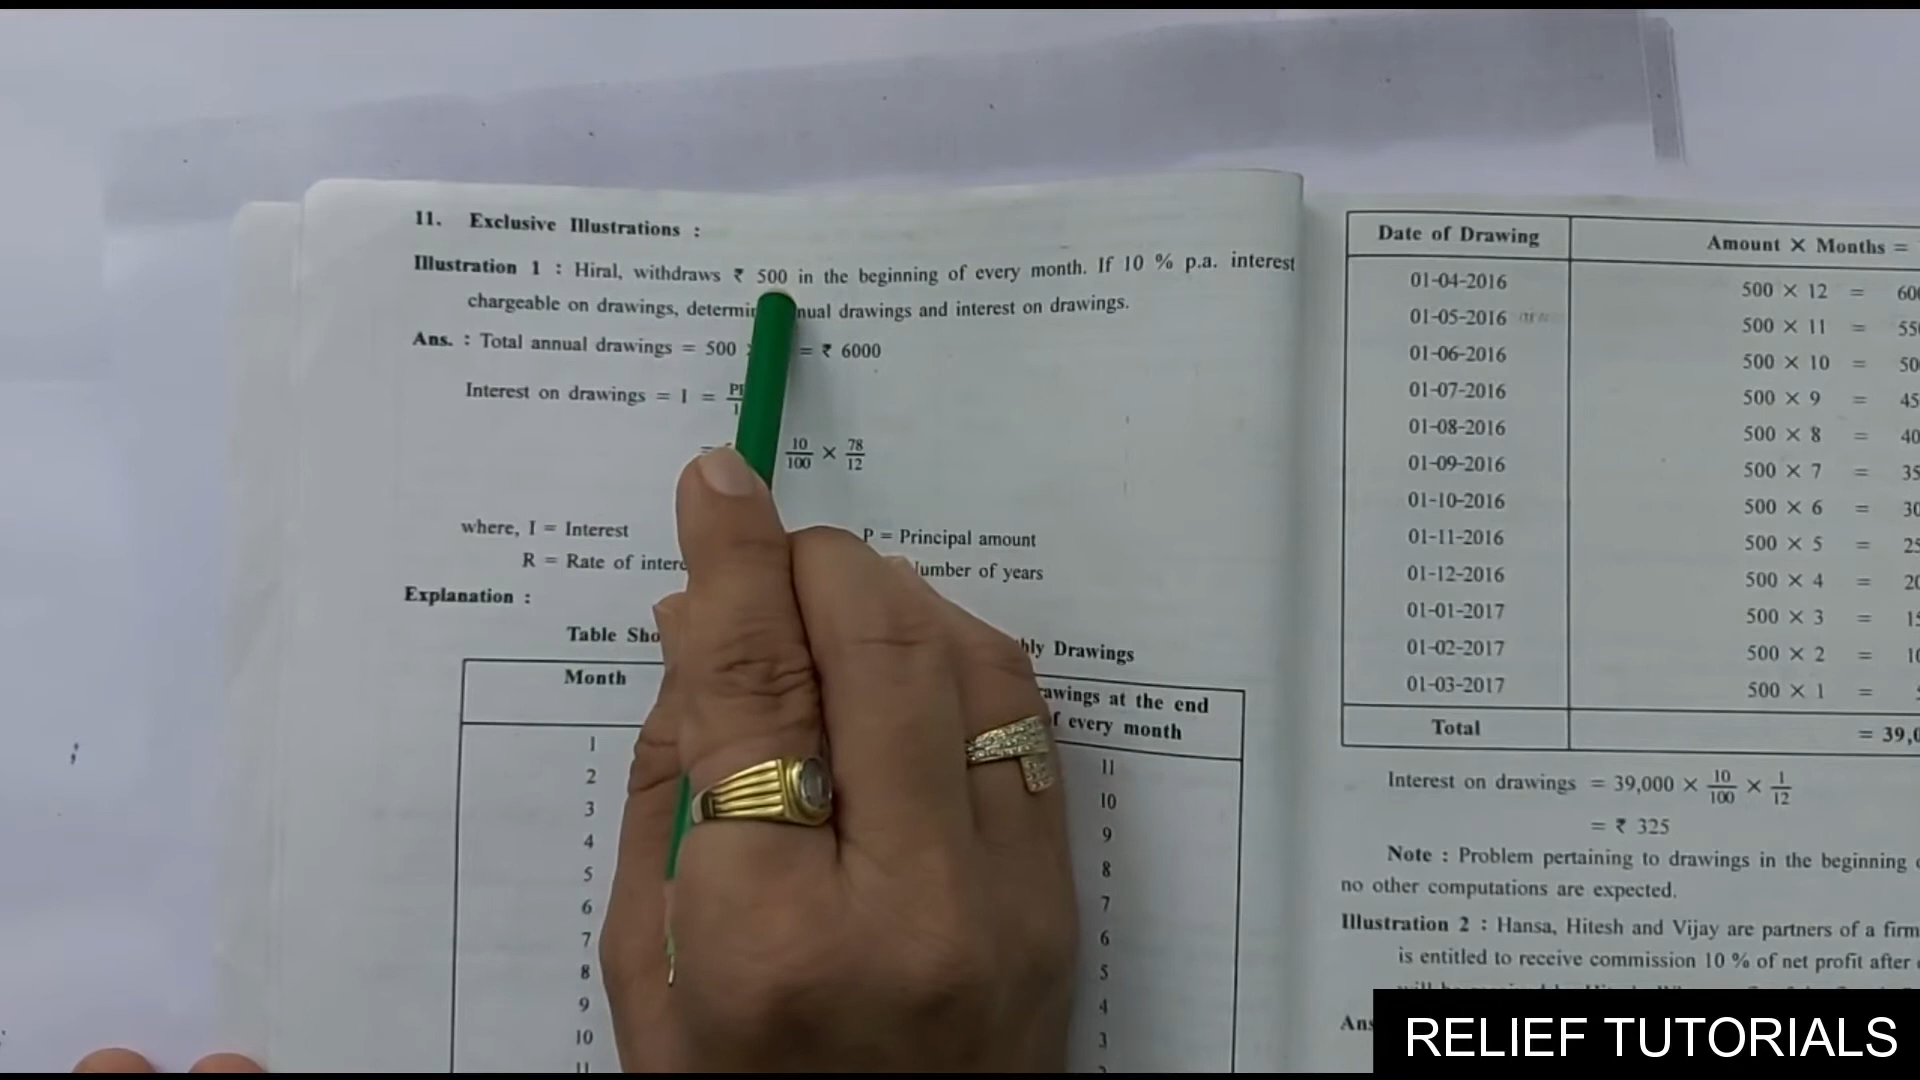 11. Exclusive Illustrations :
Illustration 1 : Hiral, withdraws ₹ 500 in the beginning of every month. If 10 % p.a. interest
chargeable on drawings, drawings and interest on drawings.
Ans. : Total annual drawings = 500 = ₹ 6000
Interest on drawings = I =
10/100 × 78/12
where, I = Interest P = Principal amount
R = Rate of of years
Explanation :
Table Drawings
Month at the end
every month
1 11
2 10
3 9
4 8
5 7
6 6
7 5
8 4
9 3
10
11
Date of Drawing Amount × Months =
01-04-2016 500 × 12 =
01-05-2016 500 × 11 =
01-06-2016 500 × 10 =
01-07-2016 500 × 9 =
01-08-2016 500 × 8 =
01-09-2016 500 × 7 =
01-10-2016 500 × 6 =
01-11-2016 500 × 5 =
01-12-2016 500 × 4 =
01-01-2017 500 × 3 =
01-02-2017 500 × 2 =
01-03-2017 500 × 1 =
Total =
Interest on drawings = 39,000 × 10/100 × 1/12
= ₹ 325
Note : Problem pertaining to drawings in the beginning
no other computations are expected.
Illustration 2 : Hansa, Hitesh and Vijay are partners of a firm
is entitled to receive commission 10 % of net profit after
RELIEF TUTORIALS